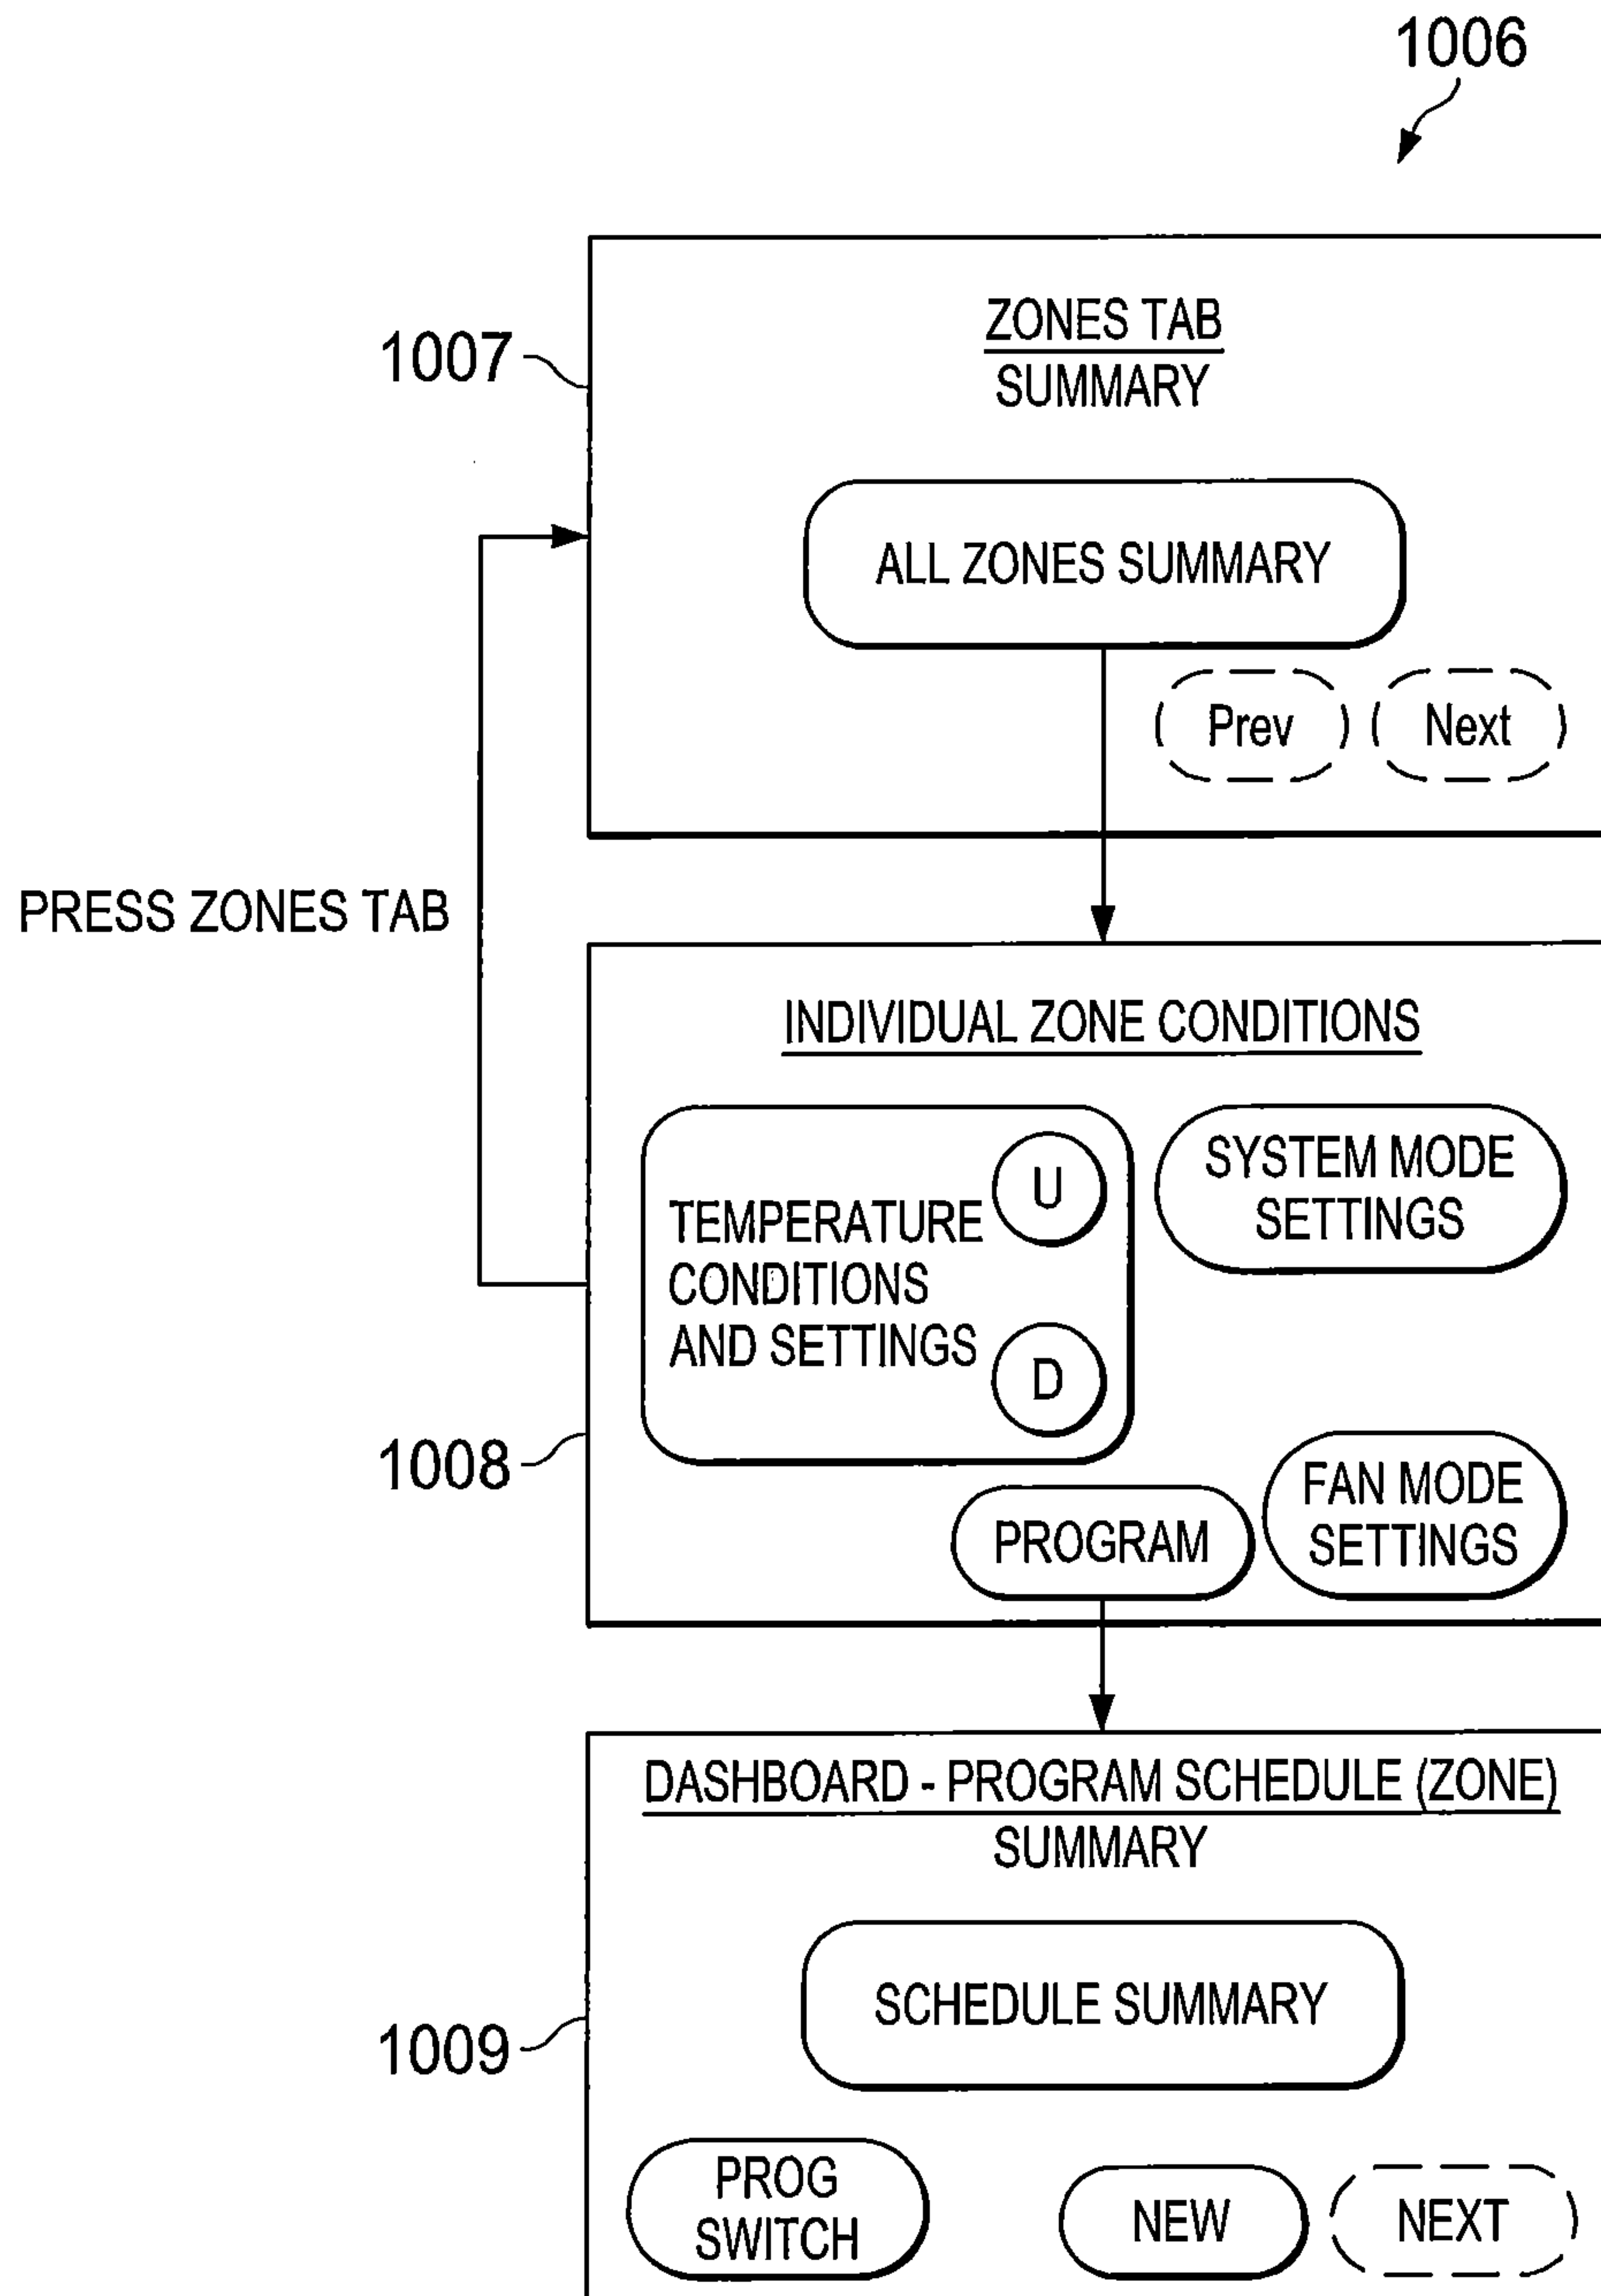 1006
1007
ZONES TAB
SUMMARY
ALL ZONES SUMMARY
Prev
Next
PRESS ZONES TAB
INDIVIDUAL ZONE CONDITIONS
TEMPERATURE
CONDITIONS
AND SETTINGS
U
D
SYSTEM MODE
SETTINGS
1008
PROGRAM
FAN MODE
SETTINGS
DASHBOARD - PROGRAM SCHEDULE (ZONE)
SUMMARY
1009
SCHEDULE SUMMARY
PROG
SWITCH
NEW
NEXT